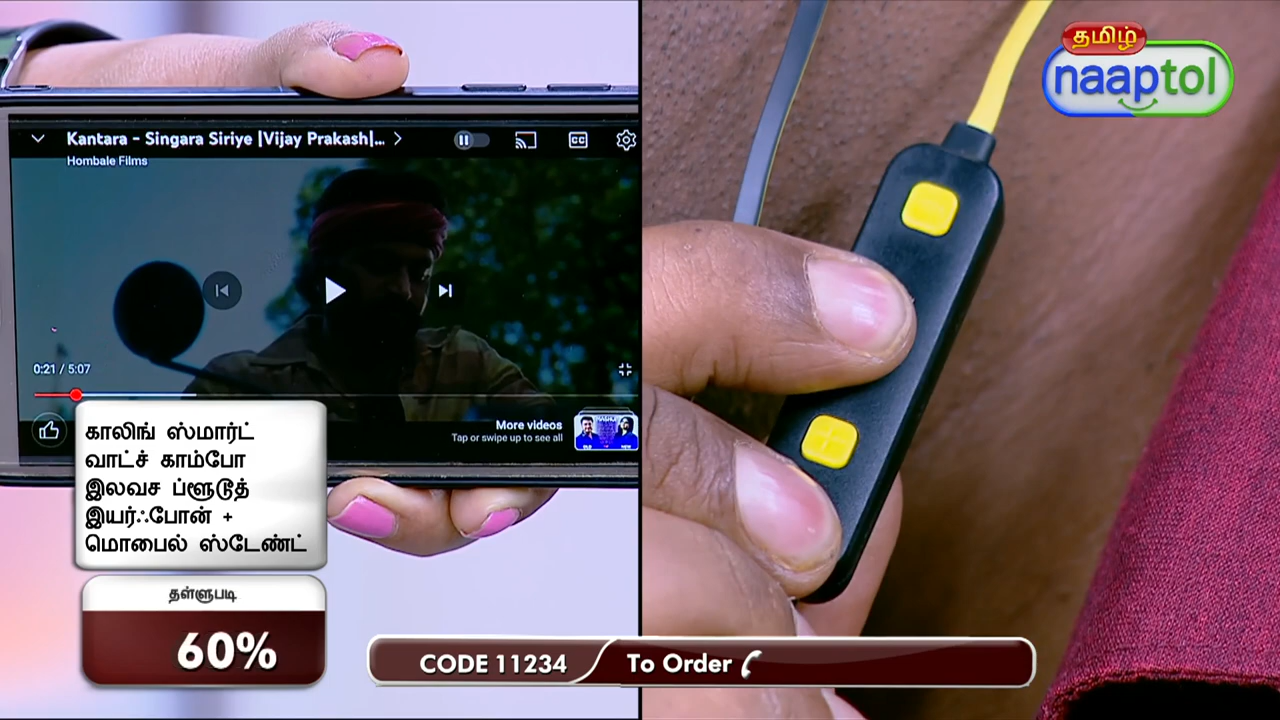 தமிழ்
naaptol
Kantara - Singara Siriye |Vijay Prakash|...
Hombale Films
CC
0:21 / 5:07
More videos
Tap or swipe up to see all
காலிங் ஸ்மார்ட்
வாட்ச் காம்போ
இலவச ப்ளூடூத்
இயர்ஃபோன் +
மொபைல் ஸ்டேண்ட்
தள்ளுபடி
60%
CODE 11234
To Order